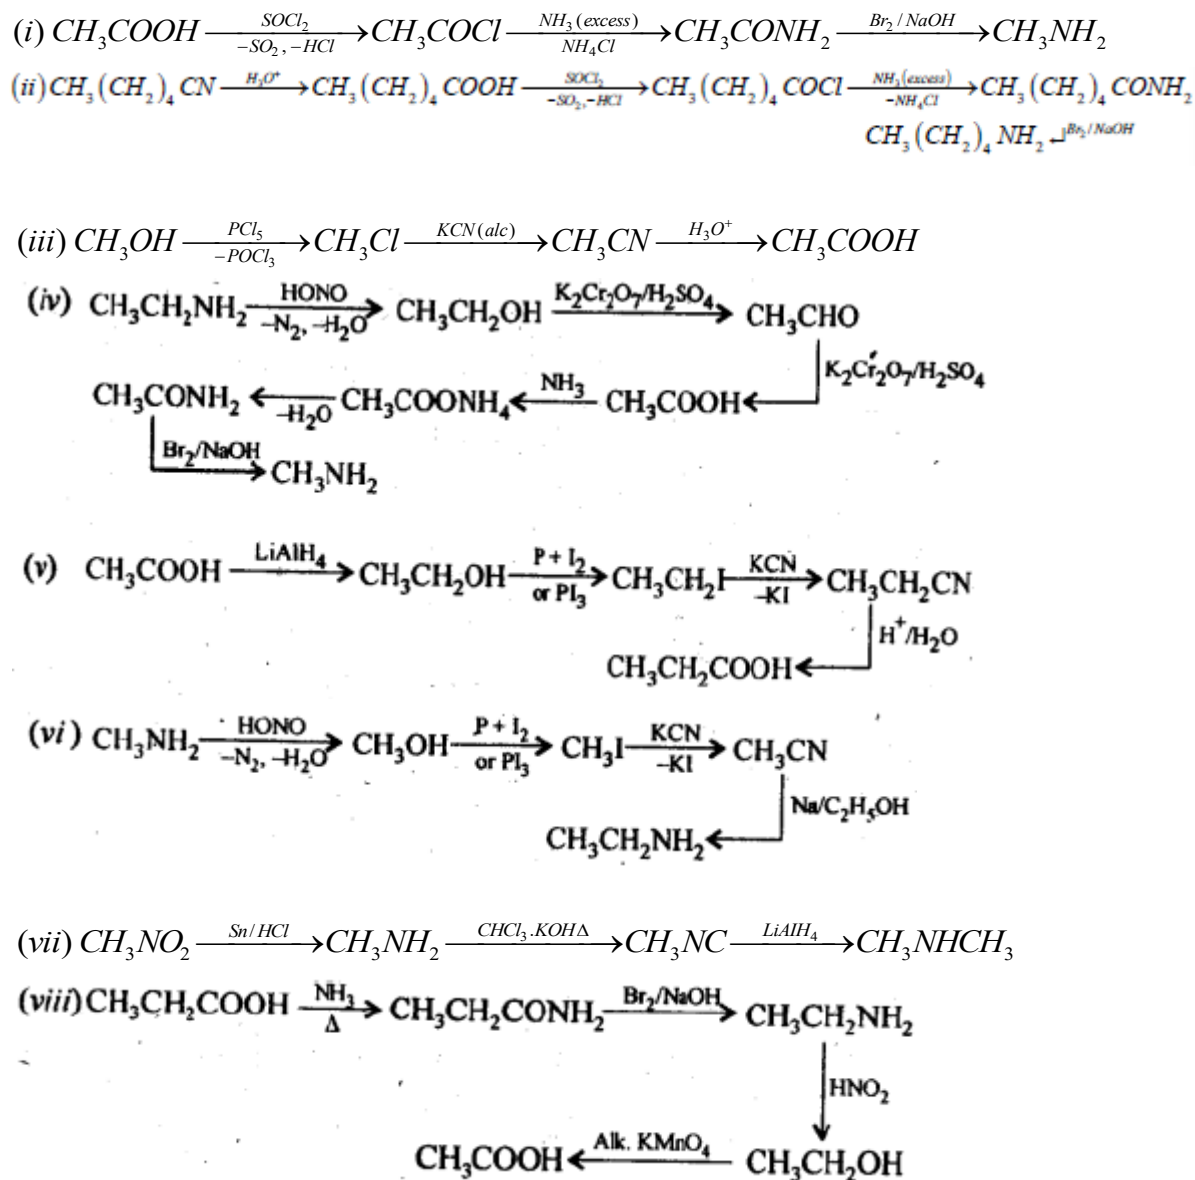 (i) CH₃COOH —SOCl₂ / −SO₂, −HCl→ CH₃COCl —NH₃(excess) / NH₄Cl→ CH₃CONH₂ —Br₂/NaOH→ CH₃NH₂
(ii) CH₃(CH₂)₄CN —H₃O⁺→ CH₃(CH₂)₄COOH —SOCl₂ / −SO₂,−HCl→ CH₃(CH₂)₄COCl —NH₃(excess) / −NH₄Cl→ CH₃(CH₂)₄CONH₂
CH₃(CH₂)₄NH₂ ↵ Br₂/NaOH
(iii) CH₃OH —PCl₅ / −POCl₃→ CH₃Cl —KCN(alc)→ CH₃CN —H₃O⁺→ CH₃COOH
(iv) CH₃CH₂NH₂ —HONO / −N₂, −H₂O→ CH₃CH₂OH —K₂Cr₂O₇/H₂SO₄→ CH₃CHO
K₂Cr₂O₇/H₂SO₄
CH₃CONH₂ ←−H₂O— CH₃COONH₄ ←NH₃— CH₃COOH ←
Br₂/NaOH → CH₃NH₂
(v) CH₃COOH —LiAlH₄→ CH₃CH₂OH —P + I₂ / or PI₃→ CH₃CH₂I —KCN / −KI→ CH₃CH₂CN
H⁺/H₂O
CH₃CH₂COOH ←
(vi) CH₃NH₂ —HONO / −N₂, −H₂O→ CH₃OH —P + I₂ / or PI₃→ CH₃I —KCN / −KI→ CH₃CN
Na/C₂H₅OH
CH₃CH₂NH₂ ←
(vii) CH₃NO₂ —Sn/HCl→ CH₃NH₂ —CHCl₃.KOHΔ→ CH₃NC —LiAIH₄→ CH₃NHCH₃
(viii) CH₃CH₂COOH —NH₃ / Δ→ CH₃CH₂CONH₂ —Br₂/NaOH→ CH₃CH₂NH₂
HNO₂
CH₃COOH ←Alk. KMnO₄— CH₃CH₂OH